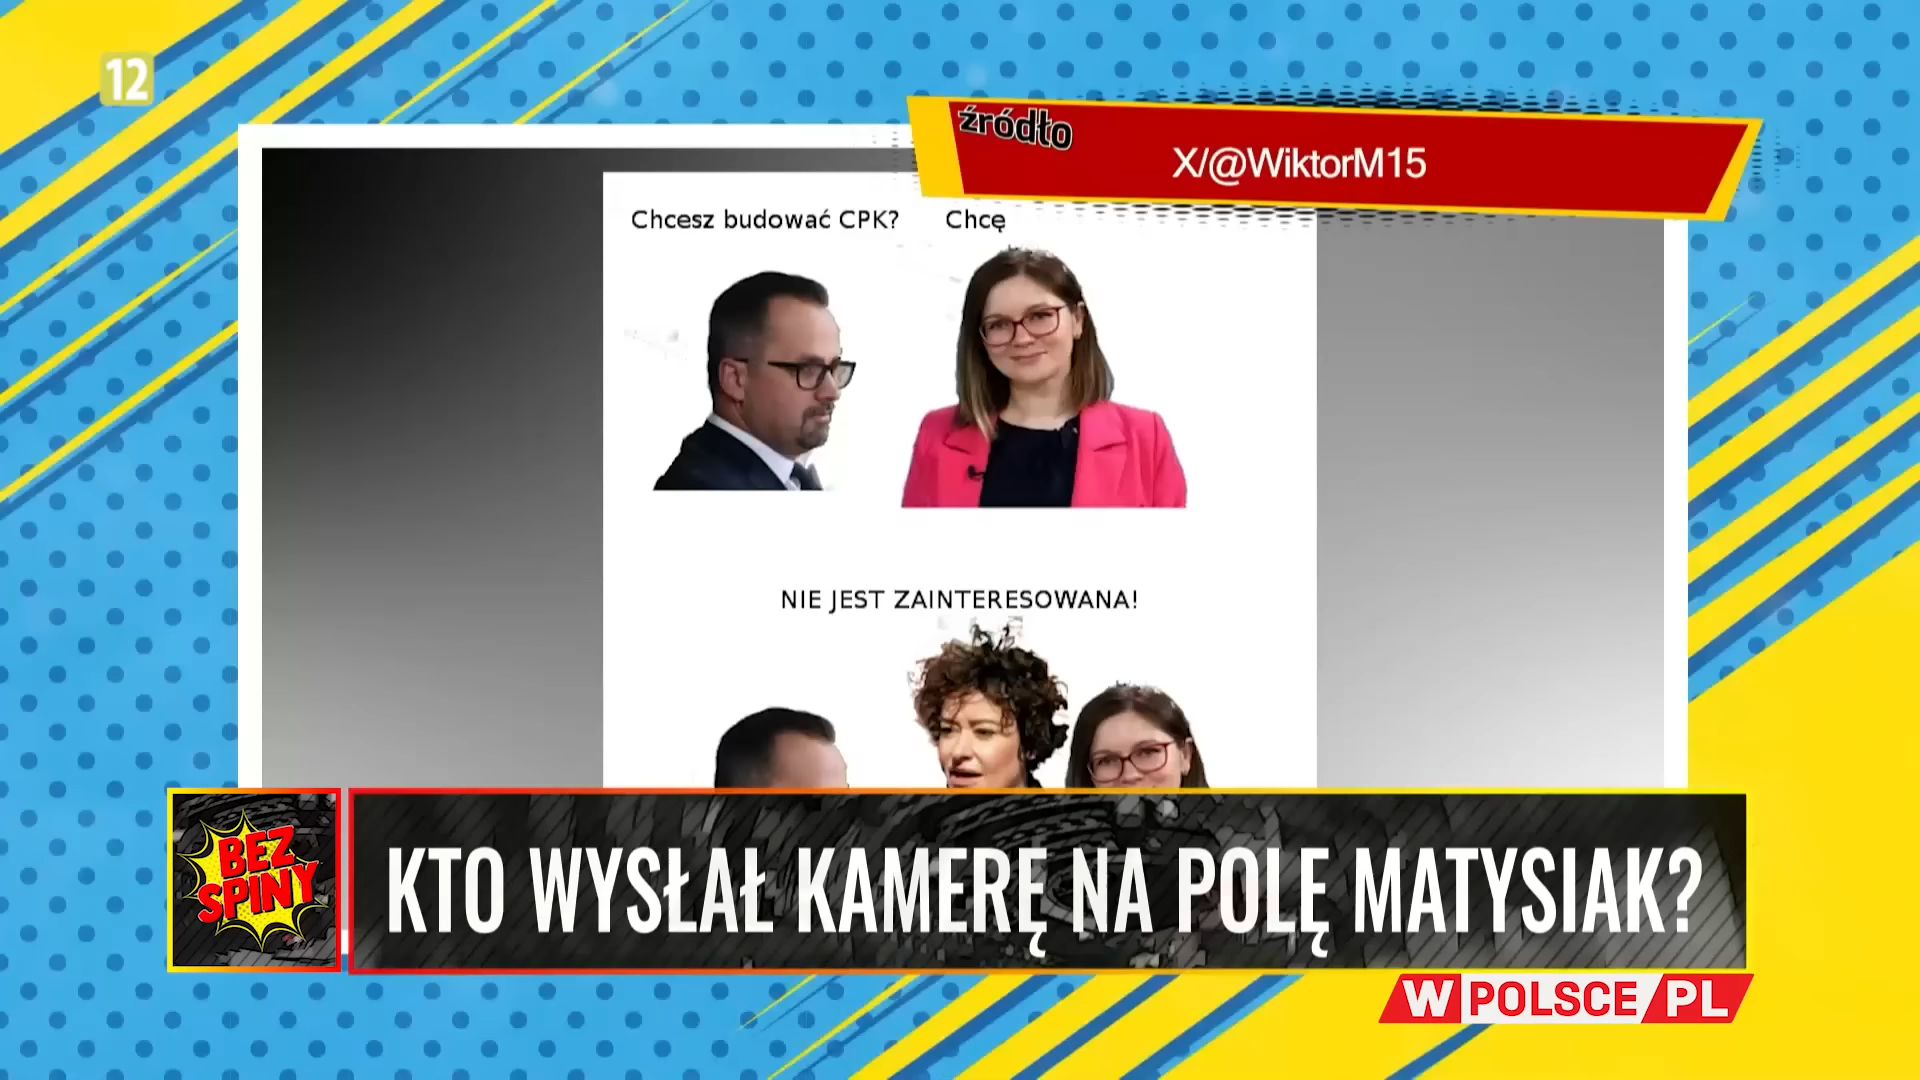 12
źródło
X/@WiktorM15
Chcesz budować CPK?
Chcę
NIE JEST ZAINTERESOWANA!
BEZ
SPINY
KTO WYSŁAŁ KAMERĘ NA POLĘ MATYSIAK?
WPOLSCE/PL